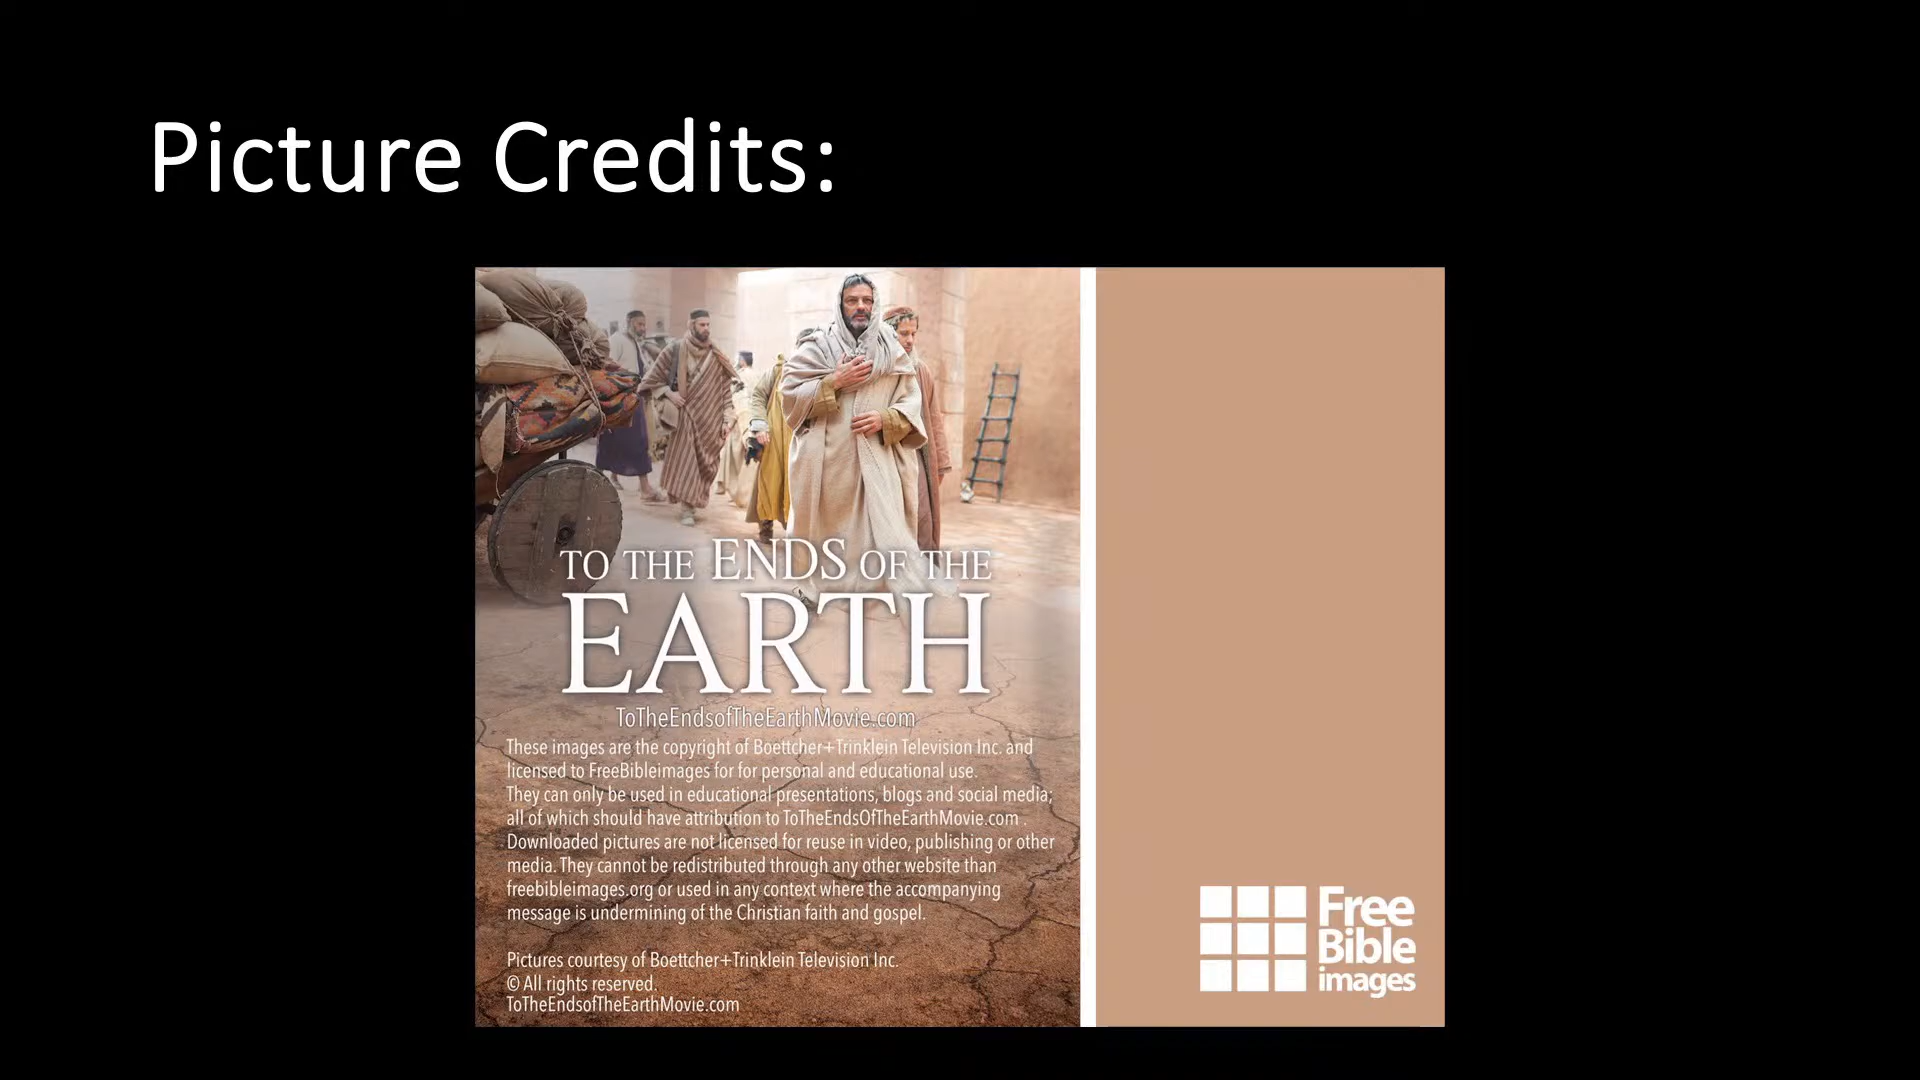 Picture Credits:
TO THE ENDS OF THE
EARTH
ToTheEndsofTheEarthMovie.com
These images are the copyright of Boettcher+Trinklein Television Inc. and
licensed to FreeBibleimages for for personal and educational use.
They can only be used in educational presentations, blogs and social media;
all of which should have attribution to ToTheEndsOfTheEarthMovie.com .
Downloaded pictures are not licensed for reuse in video, publishing or other
media. They cannot be redistributed through any other website than
freebibleimages.org or used in any context where the accompanying
message is undermining of the Christian faith and gospel.
Pictures courtesy of Boettcher+Trinklein Television Inc.
© All rights reserved.
ToTheEndsofTheEarthMovie.com
Free
Bible
images